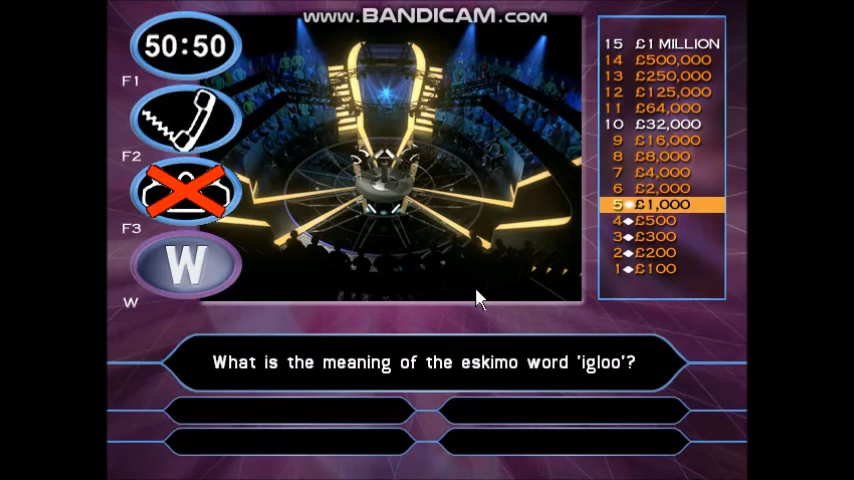 www.BANDICAM.com
50:50
F1
F2
F3
W
W
15 £1 MILLION
14 £500,000
13 £250,000
12 £125,000
11 £64,000
10 £32,000
9 £16,000
8 £8,000
7 £4,000
6 £2,000
5 £1,000
4 £500
3 £300
2 £200
1 £100
What is the meaning of the eskimo word 'igloo'?